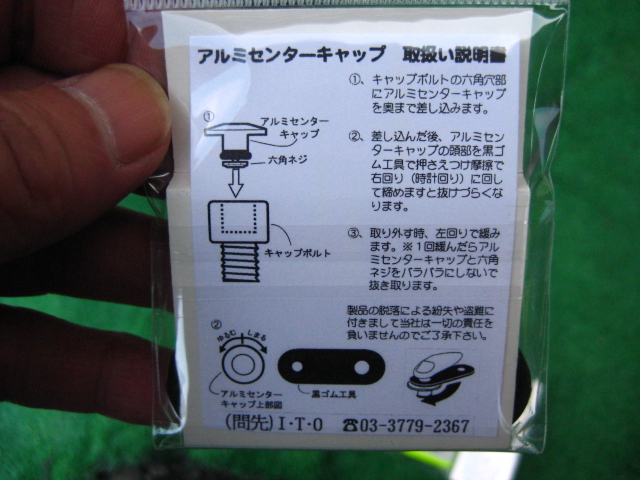 アルミセンターキャップ 取扱い説明書
①、キャップボルトの六角穴部
にアルミセンターキャップ
を奥まで差し込みます。
①
アルミセンター
キャップ
六角ネジ
キャップボルト
②、差し込んだ後、アルミセン
ターキャップの頭部を黒ゴ
ム工具で押さえつけ摩擦で
右回り(時計回り)に回し
て締めますと抜けづらくな
ります。
③、取り外す時、左回りで緩み
ます。※1回緩んだらアル
ミセンターキャップと六角
ネジをバラバラにしないで
抜き取ります。
製品の脱落による紛失や盗難に
付きまして当社は一切の責任を
負いませんのでご了承下さい。
②
ゆるむ しまる
アルミセンター
キャップ上部図
黒ゴム工具
(問先)I・T・O ☎03-3779-2367